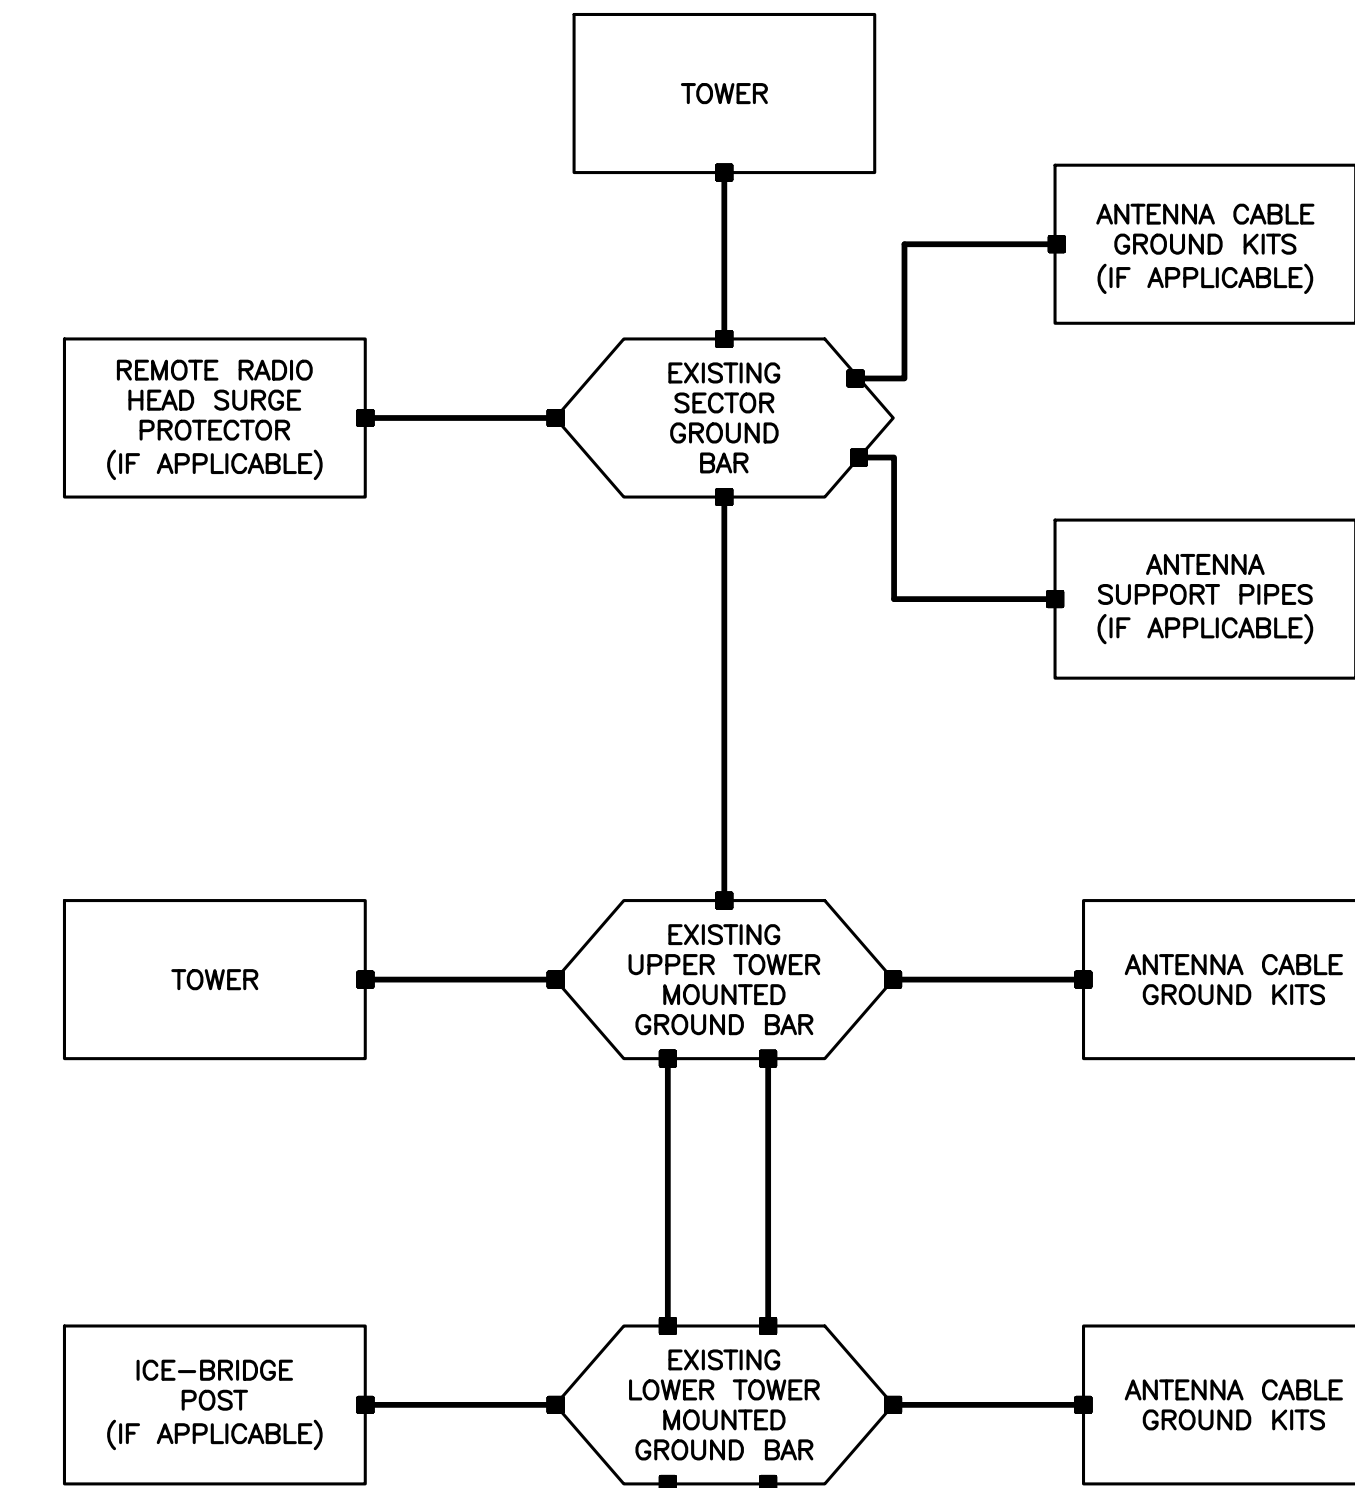 TOWER
ANTENNA CABLE
GROUND KITS
(IF APPLICABLE)
REMOTE RADIO
HEAD SURGE
PROTECTOR
(IF APPLICABLE)
EXISTING
SECTOR
GROUND
BAR
ANTENNA
SUPPORT PIPES
(IF APPLICABLE)
TOWER
EXISTING
UPPER TOWER
MOUNTED
GROUND BAR
ANTENNA CABLE
GROUND KITS
ICE-BRIDGE
POST
(IF APPLICABLE)
EXISTING
LOWER TOWER
MOUNTED
GROUND BAR
ANTENNA CABLE
GROUND KITS